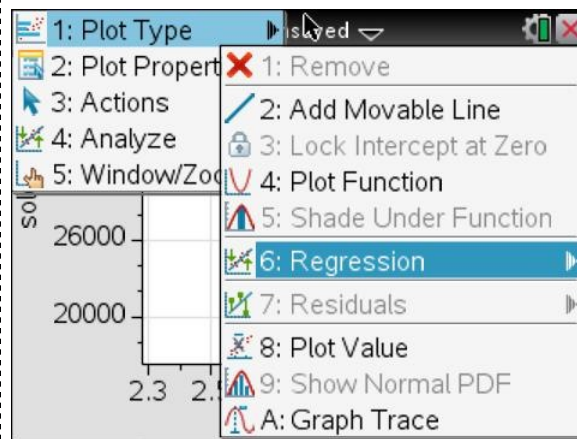 1: Plot Type
2: Plot Propert
3: Actions
4: Analyze
5: Window/Zoo
1: Remove
2: Add Movable Line
3: Lock Intercept at Zero
4: Plot Function
5: Shade Under Function
6: Regression
7: Residuals
8: Plot Value
9: Show Normal PDF
A: Graph Trace
26000
20000
2.3